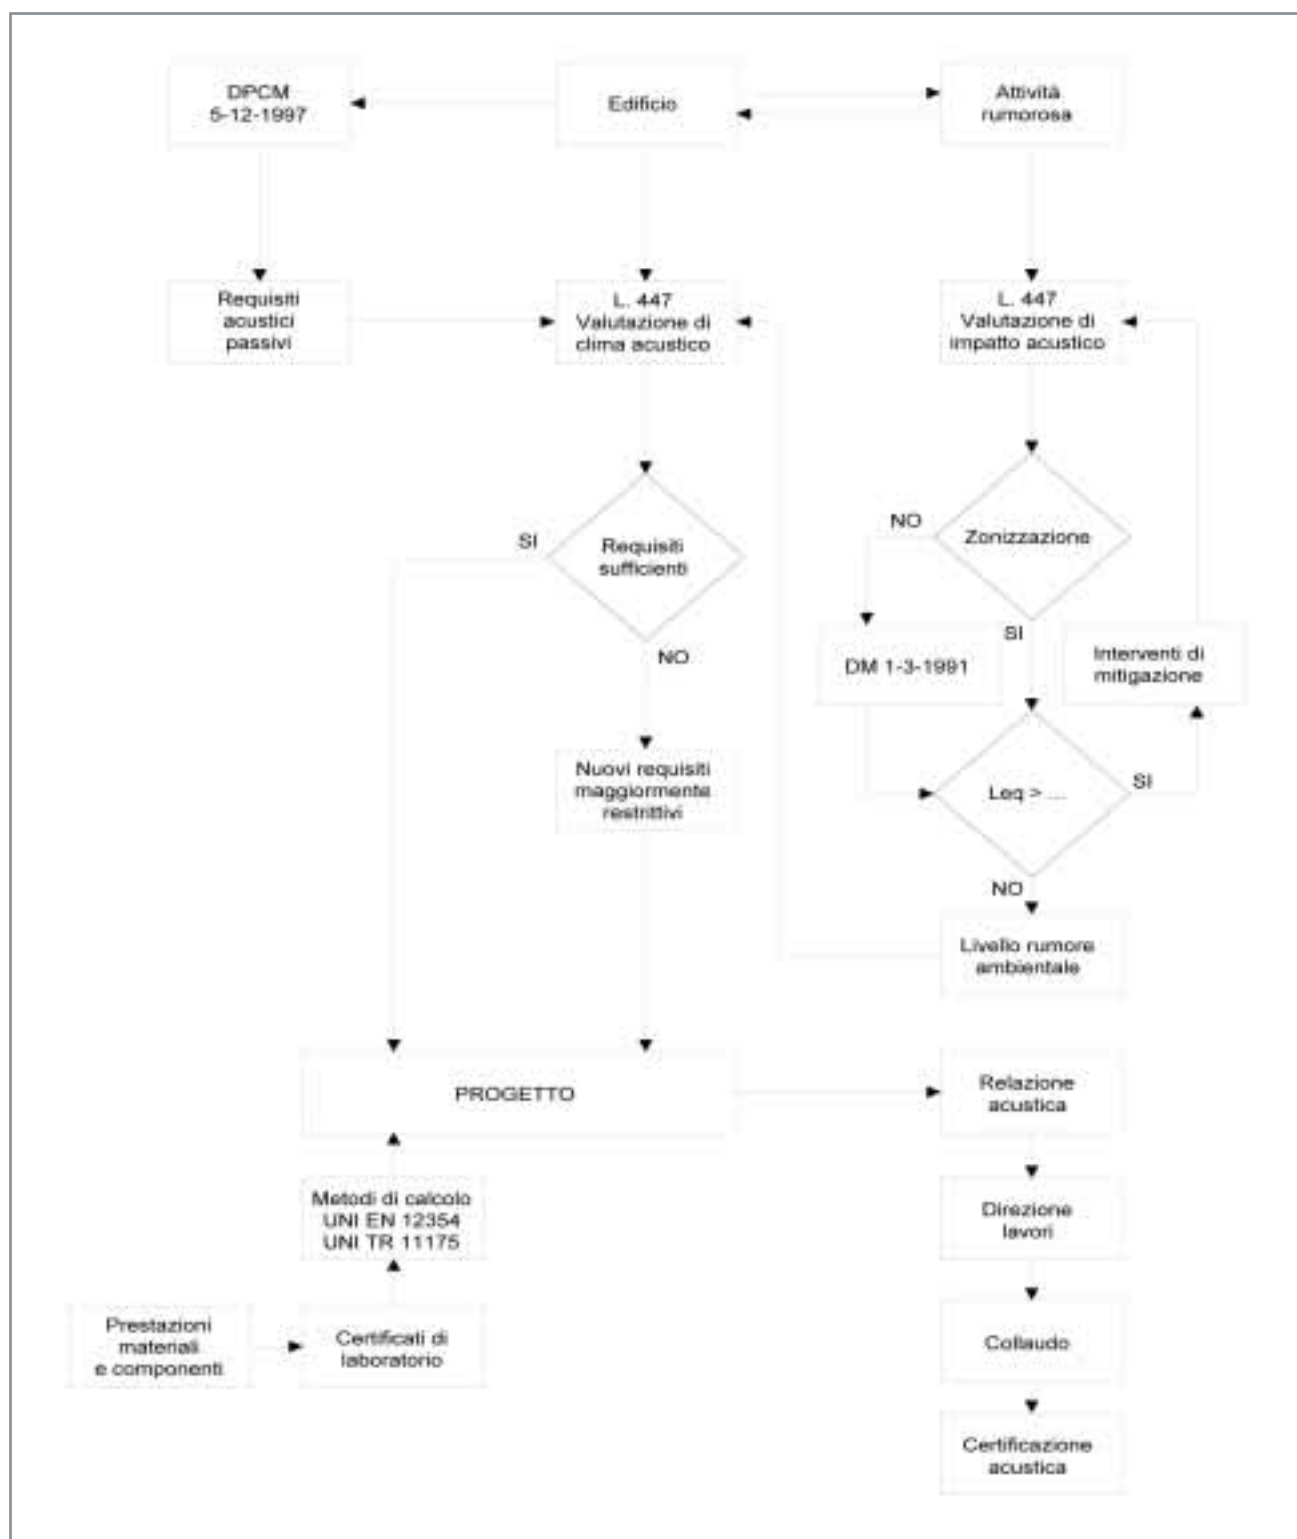 DPCM
5-12-1997
Edificio
Attività
rumorosa
Requisiti
acustici
passivi
L. 447
Valutazione di
clima acustico
L. 447
Valutazione di
impatto acustico
SI
Requisiti
sufficienti
NO
NO
Zonizzazione
SI
DM 1-3-1991
Interventi di
mitigazione
Nuovi requisiti
maggiormente
restrittivi
Leq > ...
SI
NO
Livello rumore
ambientale
PROGETTO
Relazione
acustica
Metodi di calcolo
UNI EN 12354
UNI TR 11175
Direzione
lavori
Prestazioni
materiali
e componenti
Certificati di
laboratorio
Collaudo
Certificazione
acustica